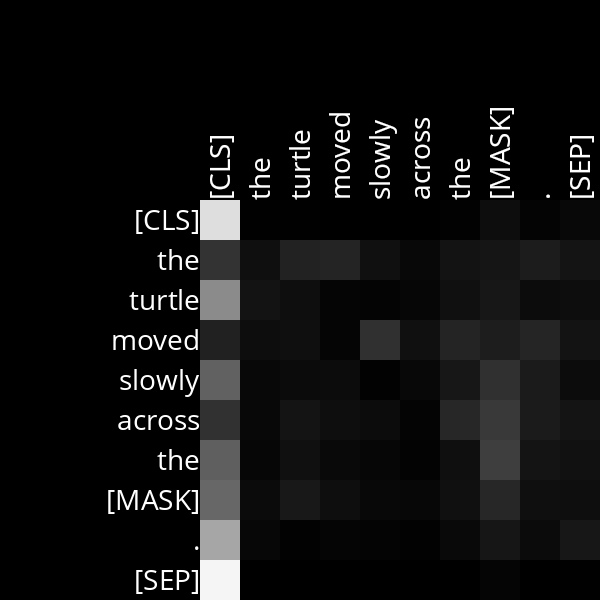 [CLS] the turtle moved slowly across the [MASK] . [SEP]
[CLS]
the
turtle
moved
slowly
across
the
[MASK]
.
[SEP]